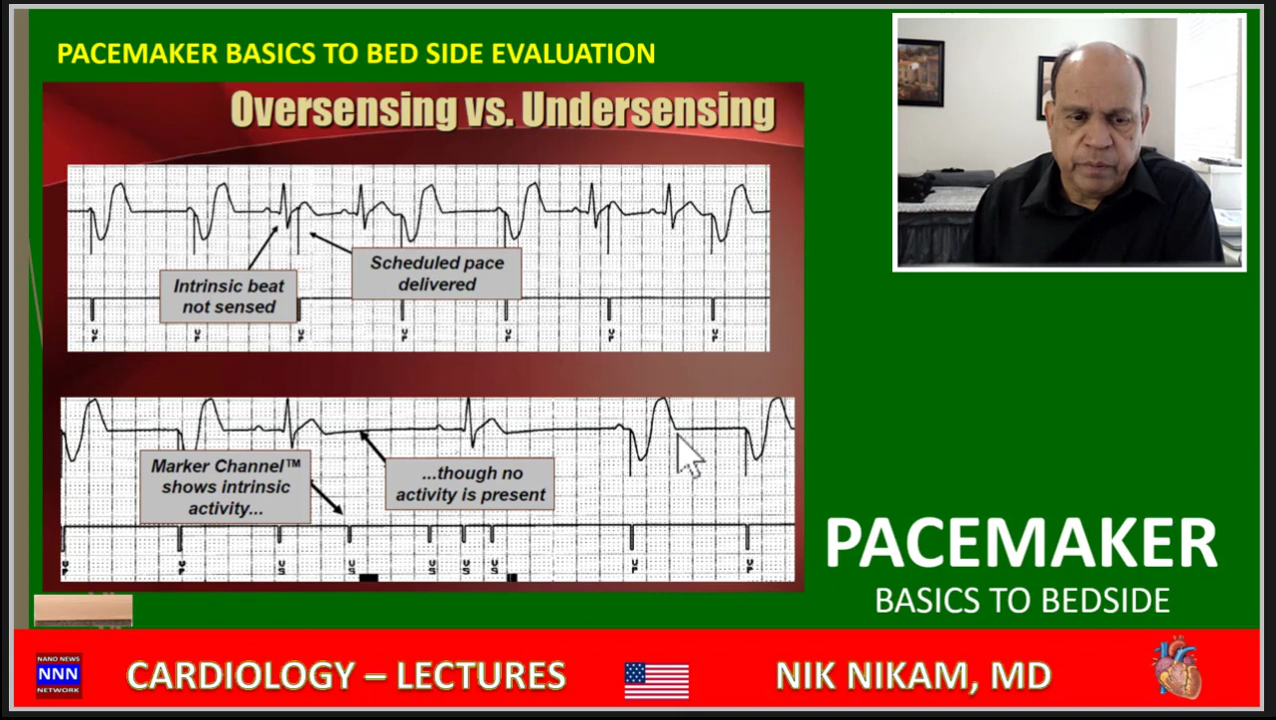 PACEMAKER BASICS TO BED SIDE EVALUATION
Oversensing vs. Undersensing
Intrinsic beat
not sensed
Scheduled pace
delivered
V
P
V
P
V
P
V
P
V
P
V
P
V
P
Marker Channel™
shows intrinsic
activity...
...though no
activity is present
V
P
V
P
V
S
V
S
V
S
V
S
V
S
V
P
V
P
PACEMAKER
BASICS TO BEDSIDE
NANO NEWS
NNN
NETWORK
CARDIOLOGY – LECTURES
NIK NIKAM, MD